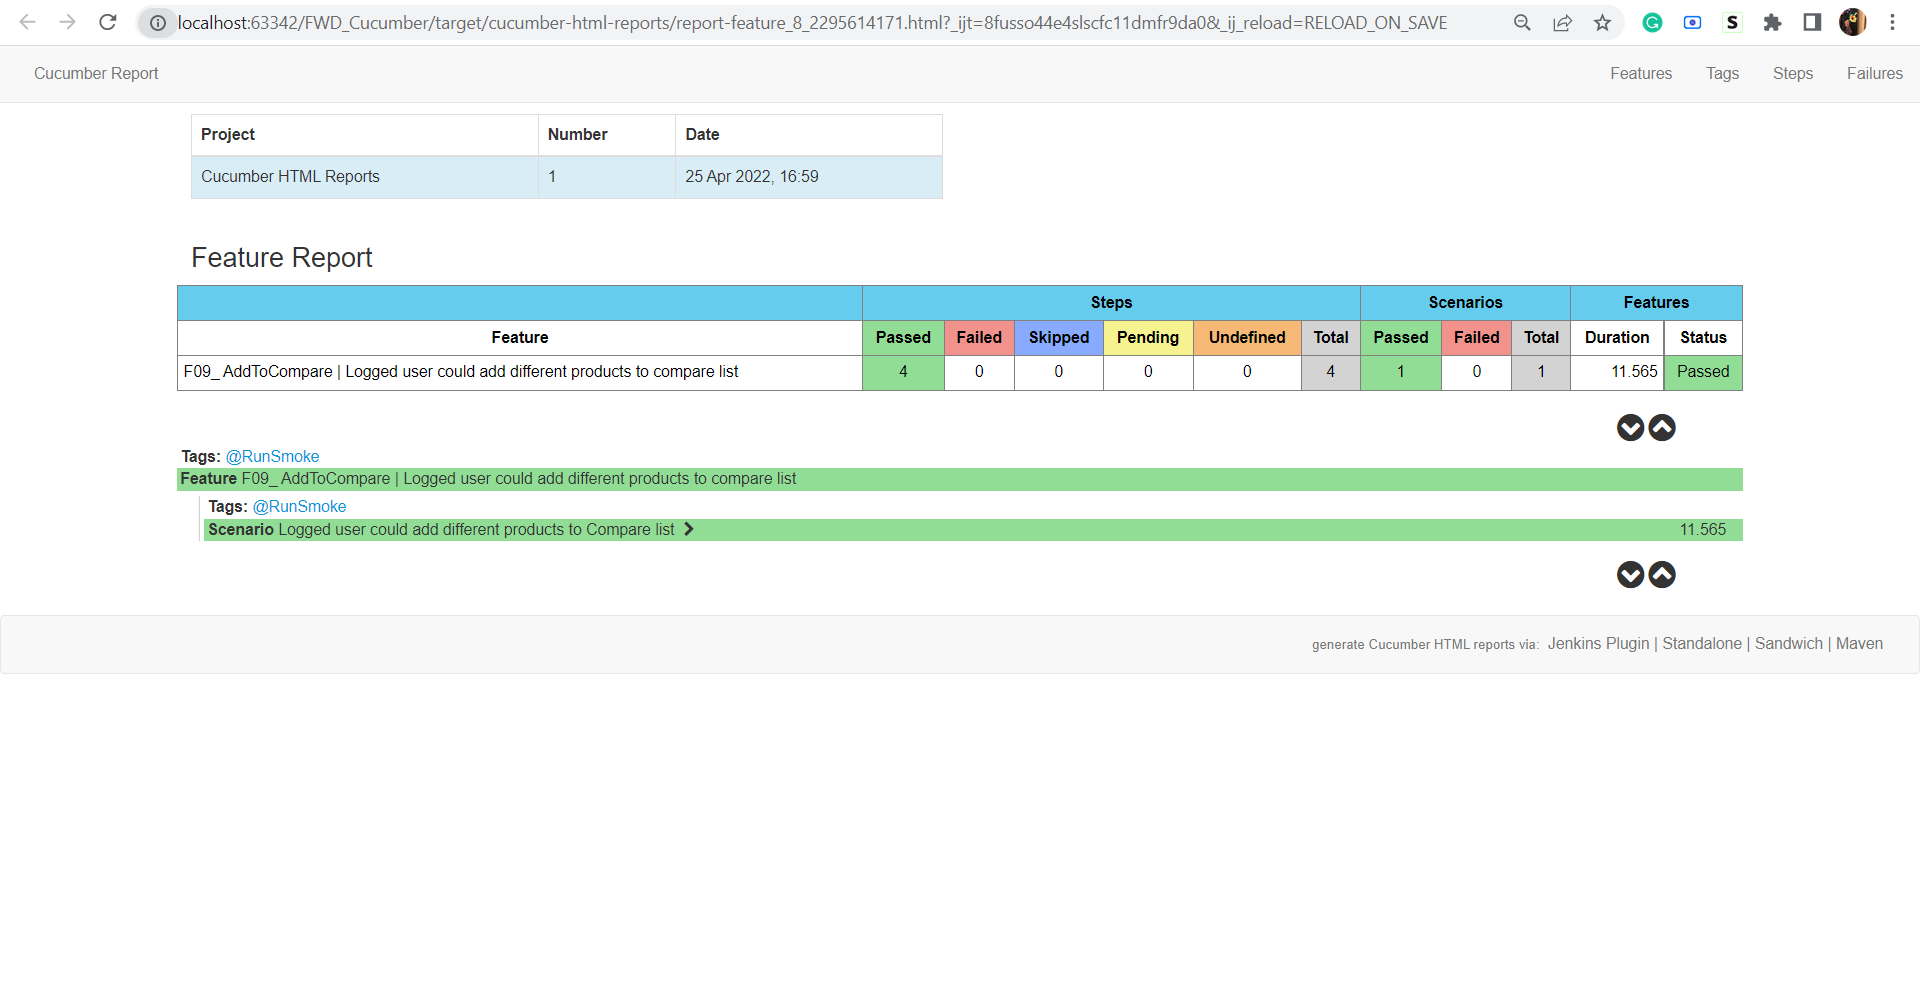 localhost:63342/FWD_Cucumber/target/cucumber-html-reports/report-feature_8_2295614171.html?_ijt=8fusso44e4slscfc11dmfr9da0&_ij_reload=RELOAD_ON_SAVE
Cucumber Report Features Tags Steps Failures
Project Number Date
Cucumber HTML Reports 1 25 Apr 2022, 16:59
Feature Report
Steps Scenarios Features
Feature Passed Failed Skipped Pending Undefined Total Passed Failed Total Duration Status
F09_ AddToCompare | Logged user could add different products to compare list 4 0 0 0 0 4 1 0 1 11.565 Passed
Tags: @RunSmoke
Feature F09_ AddToCompare | Logged user could add different products to compare list
Tags: @RunSmoke
Scenario Logged user could add different products to Compare list 11.565
generate Cucumber HTML reports via: Jenkins Plugin | Standalone | Sandwich | Maven